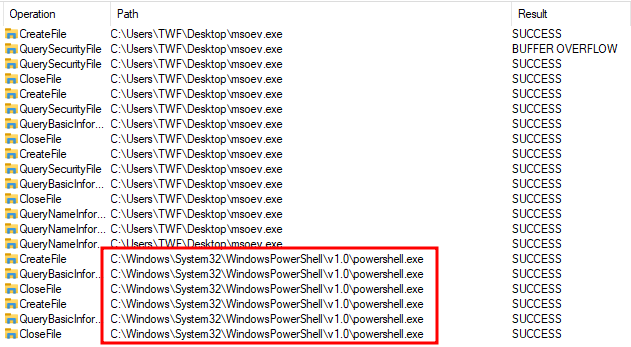 Operation Path Result
CreateFile C:\Users\TWF\Desktop\msoev.exe SUCCESS
QuerySecurityFile C:\Users\TWF\Desktop\msoev.exe BUFFER OVERFLOW
QuerySecurityFile C:\Users\TWF\Desktop\msoev.exe SUCCESS
CloseFile C:\Users\TWF\Desktop\msoev.exe SUCCESS
CreateFile C:\Users\TWF\Desktop\msoev.exe SUCCESS
QuerySecurityFile C:\Users\TWF\Desktop\msoev.exe SUCCESS
QueryBasicInfor... C:\Users\TWF\Desktop\msoev.exe SUCCESS
CloseFile C:\Users\TWF\Desktop\msoev.exe SUCCESS
CreateFile C:\Users\TWF\Desktop\msoev.exe SUCCESS
QuerySecurityFile C:\Users\TWF\Desktop\msoev.exe SUCCESS
QueryBasicInfor... C:\Users\TWF\Desktop\msoev.exe SUCCESS
CloseFile C:\Users\TWF\Desktop\msoev.exe SUCCESS
QueryNameInfo... C:\Users\TWF\Desktop\msoev.exe SUCCESS
QueryNameInfo... C:\Users\TWF\Desktop\msoev.exe SUCCESS
QueryNameInfo... C:\Users\TWF\Desktop\msoev.exe SUCCESS
CreateFile C:\Windows\System32\WindowsPowerShell\v1.0\powershell.exe SUCCESS
QueryBasicInfor... C:\Windows\System32\WindowsPowerShell\v1.0\powershell.exe SUCCESS
CloseFile C:\Windows\System32\WindowsPowerShell\v1.0\powershell.exe SUCCESS
CreateFile C:\Windows\System32\WindowsPowerShell\v1.0\powershell.exe SUCCESS
QueryBasicInfor... C:\Windows\System32\WindowsPowerShell\v1.0\powershell.exe SUCCESS
CloseFile C:\Windows\System32\WindowsPowerShell\v1.0\powershell.exe SUCCESS